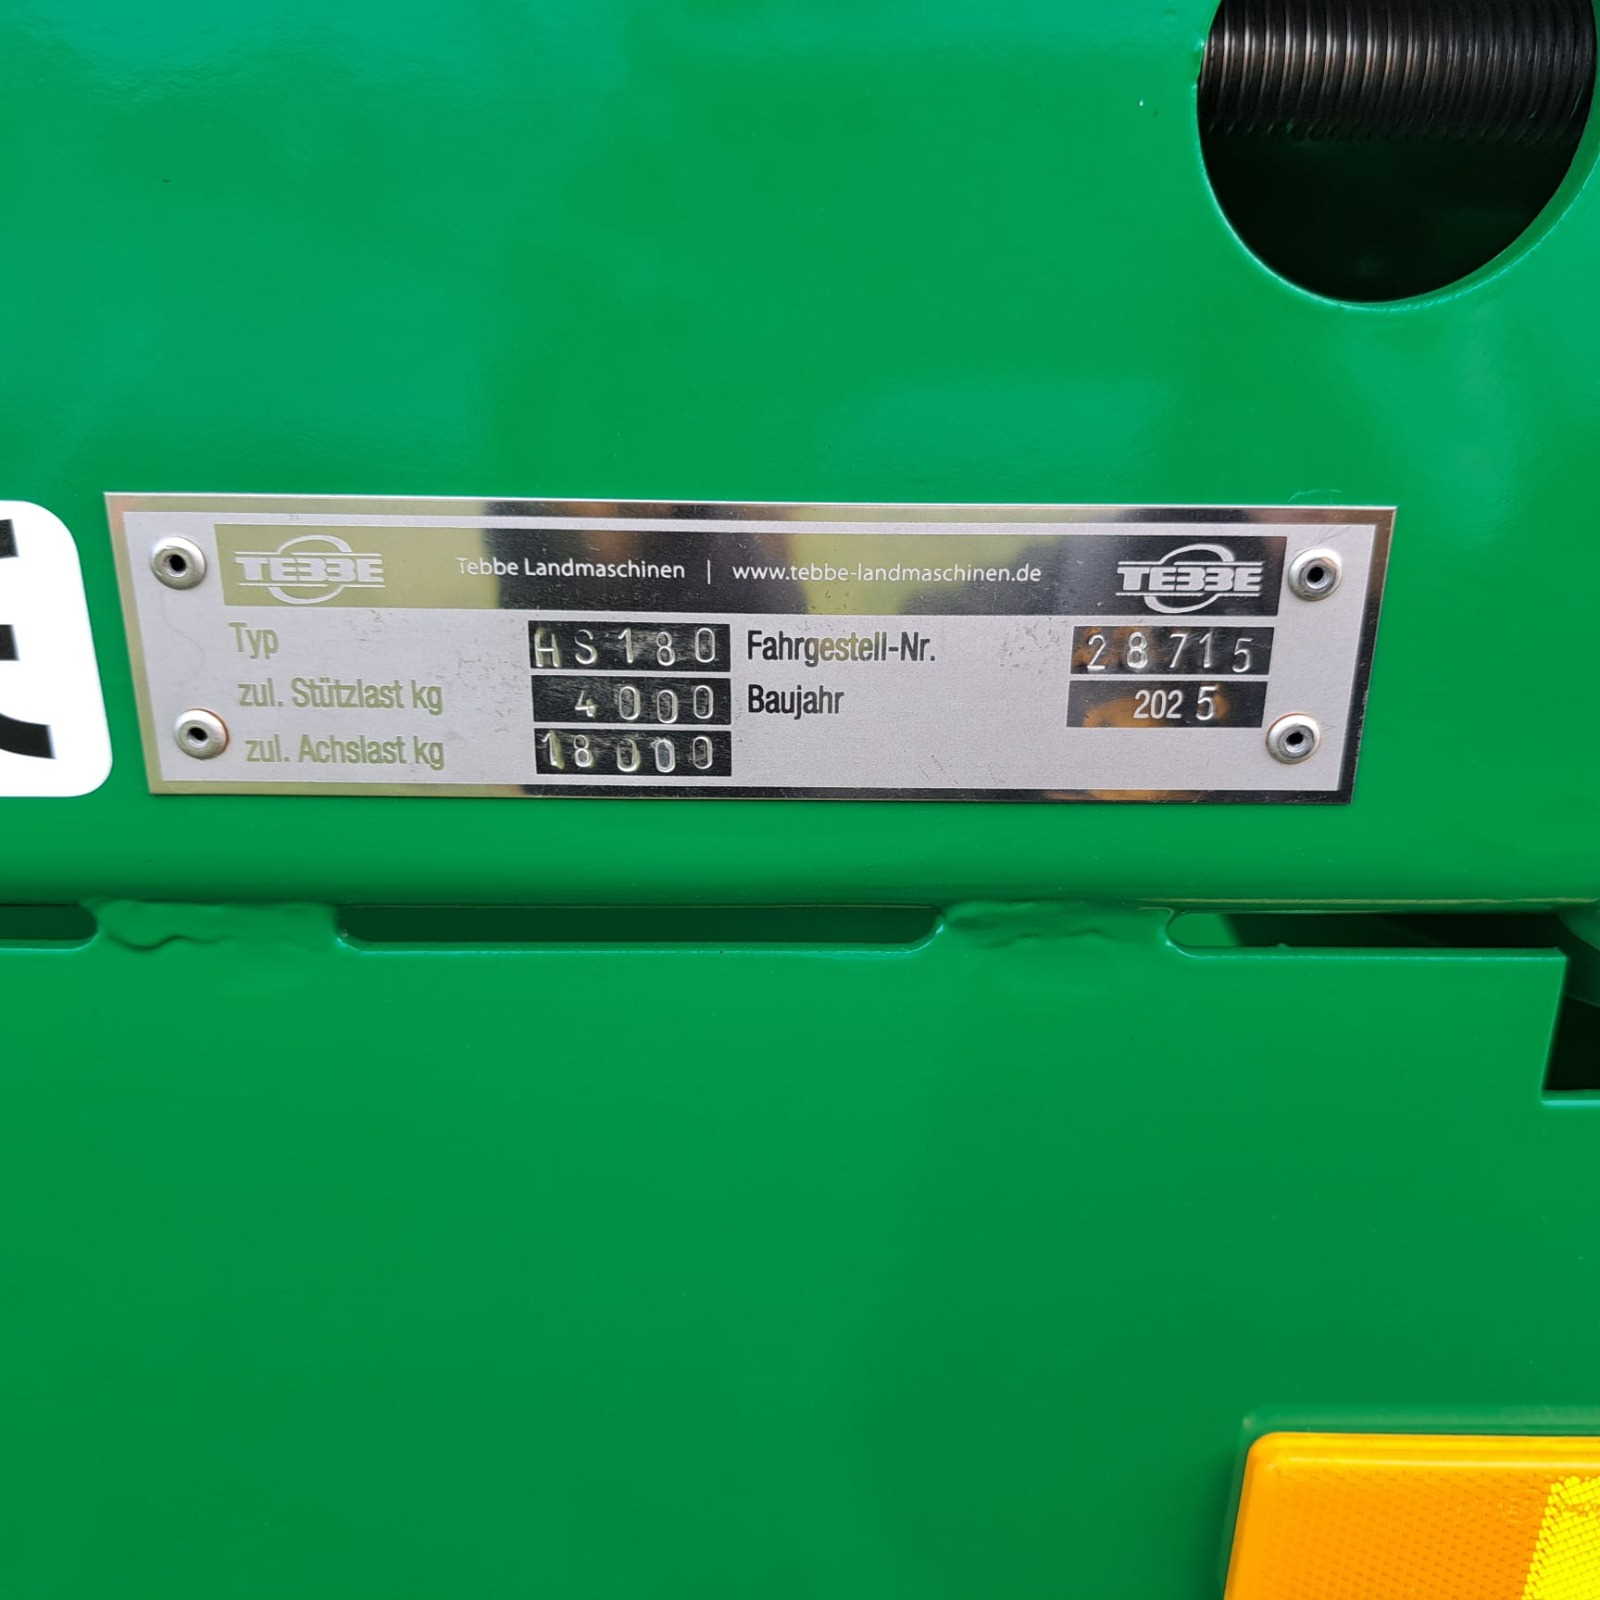 TEBBE Tebbe Landmaschinen | www.tebbe-landmaschinen.de TEBBE
Typ HS180 Fahrgestell-Nr. 28715
zul. Stützlast kg 4000 Baujahr 2025
zul. Achslast kg 18000